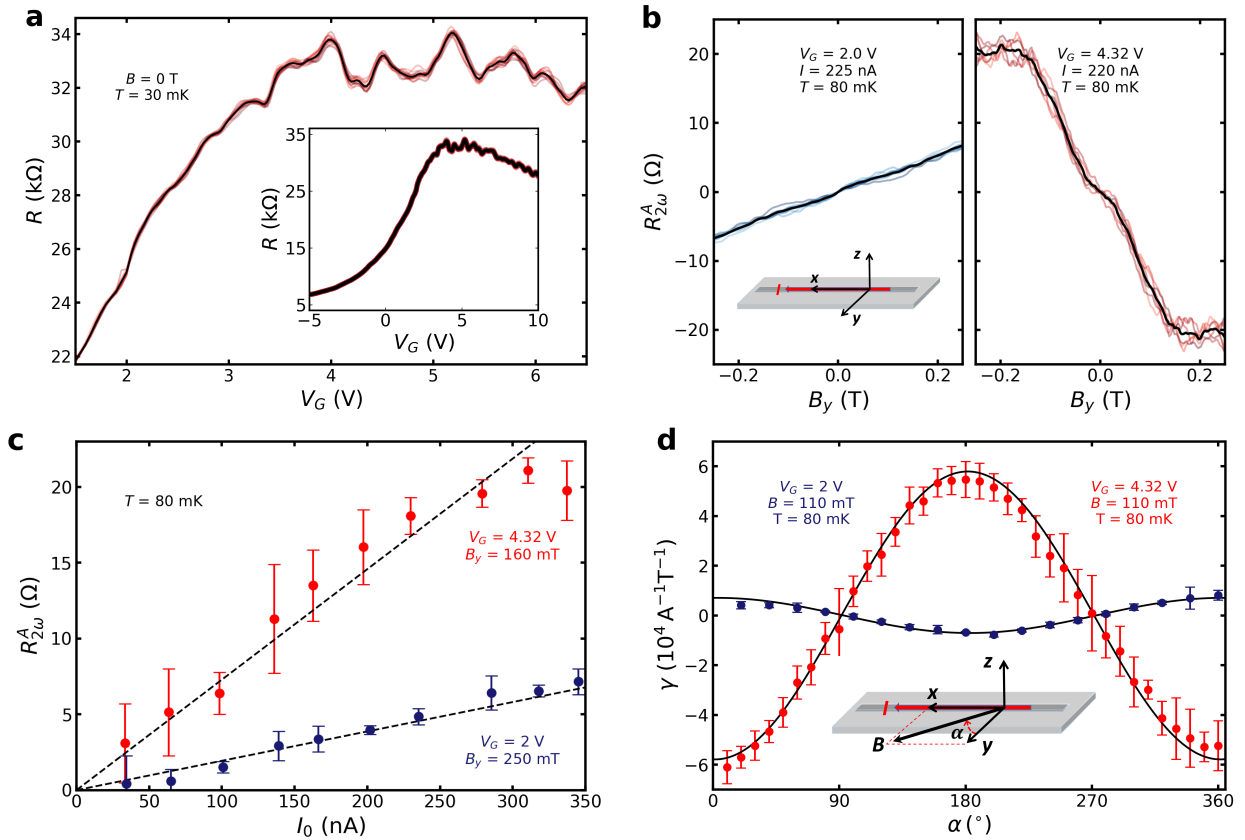 a
34
32
30
28
26
24
22
R (kΩ)
B = 0 T
T = 30 mK
35
25
15
5
R (kΩ)
−5
0
5
10
V_G (V)
2
3
4
5
6
V_G (V)
b
20
10
0
−10
−20
R^A_{2ω} (Ω)
V_G = 2.0 V
I = 225 nA
T = 80 mK
z
x
I
y
−0.2
0.0
0.2
B_y (T)
V_G = 4.32 V
I = 220 nA
T = 80 mK
−0.2
0.0
0.2
B_y (T)
c
20
15
10
5
0
R^A_{2ω} (Ω)
T = 80 mK
V_G = 4.32 V
B_y = 160 mT
V_G = 2 V
B_y = 250 mT
0
50
100
150
200
250
300
350
I_0 (nA)
d
6
4
2
0
−2
−4
−6
γ (10^4 A^{−1}T^{−1})
V_G = 2 V
B = 110 mT
T = 80 mK
V_G = 4.32 V
B = 110 mT
T = 80 mK
z
x
I
B
α
y
0
90
180
270
360
α (°)